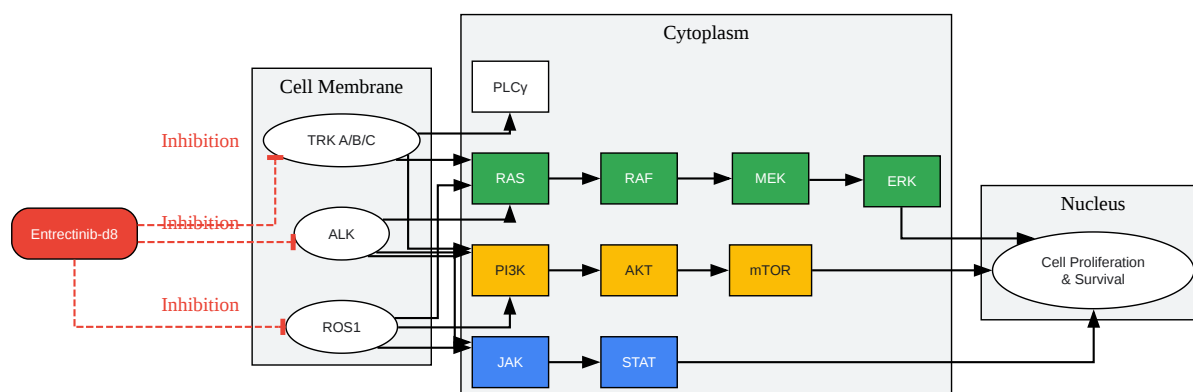 Cytoplasm
Cell Membrane
PLCγ
Inhibition
TRK A/B/C
RAS
RAF
MEK
ERK
Nucleus
Inhibition
Entrectinib-d8
ALK
PI3K
AKT
mTOR
Cell Proliferation
& Survival
Inhibition
ROS1
JAK
STAT